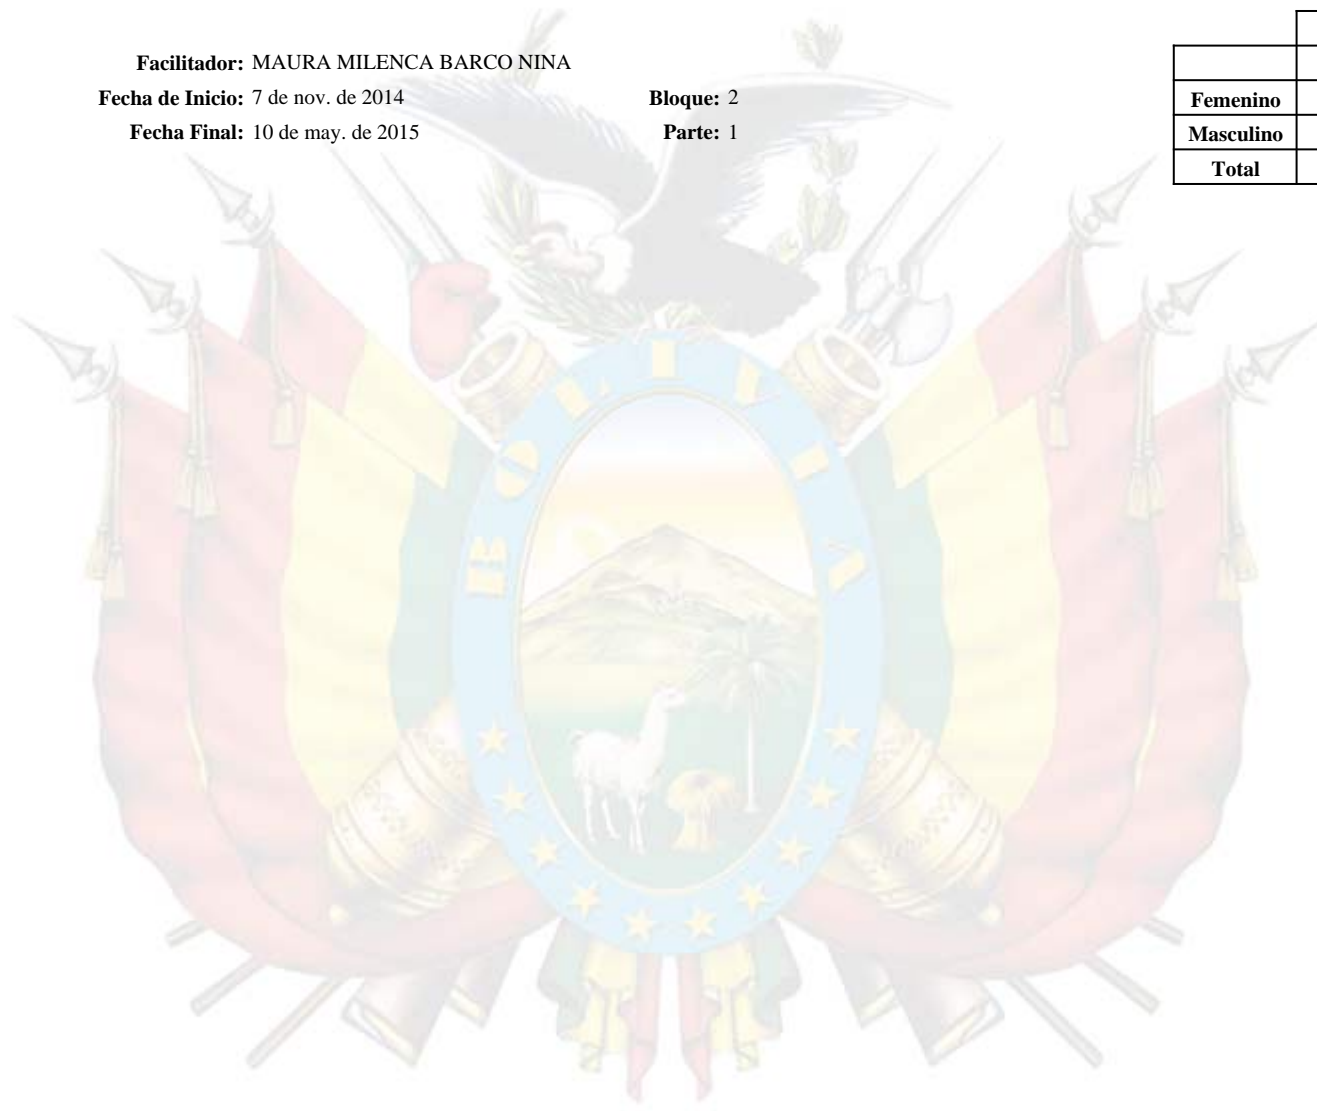 Facilitador: MAURA MILENCA BARCO NINA
Fecha de Inicio: 7 de nov. de 2014 Bloque: 2
Fecha Final: 10 de may. de 2015 Parte: 1
Femenino
Masculino
Total
BOLIVIA